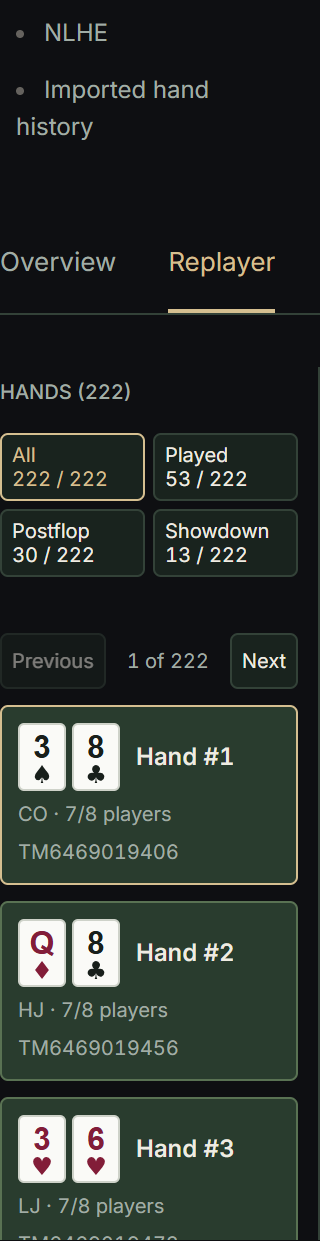 NLHE
Imported hand
history
Overview Replayer
HANDS (222)
All Played
222 / 222 53 / 222
Postflop Showdown
30 / 222 13 / 222
Previous 1 of 222 Next
3♠ 8♣ Hand #1
CO · 7/8 players
TM6469019406
Q♦ 8♣ Hand #2
HJ · 7/8 players
TM6469019456
3♥ 6♥ Hand #3
LJ · 7/8 players